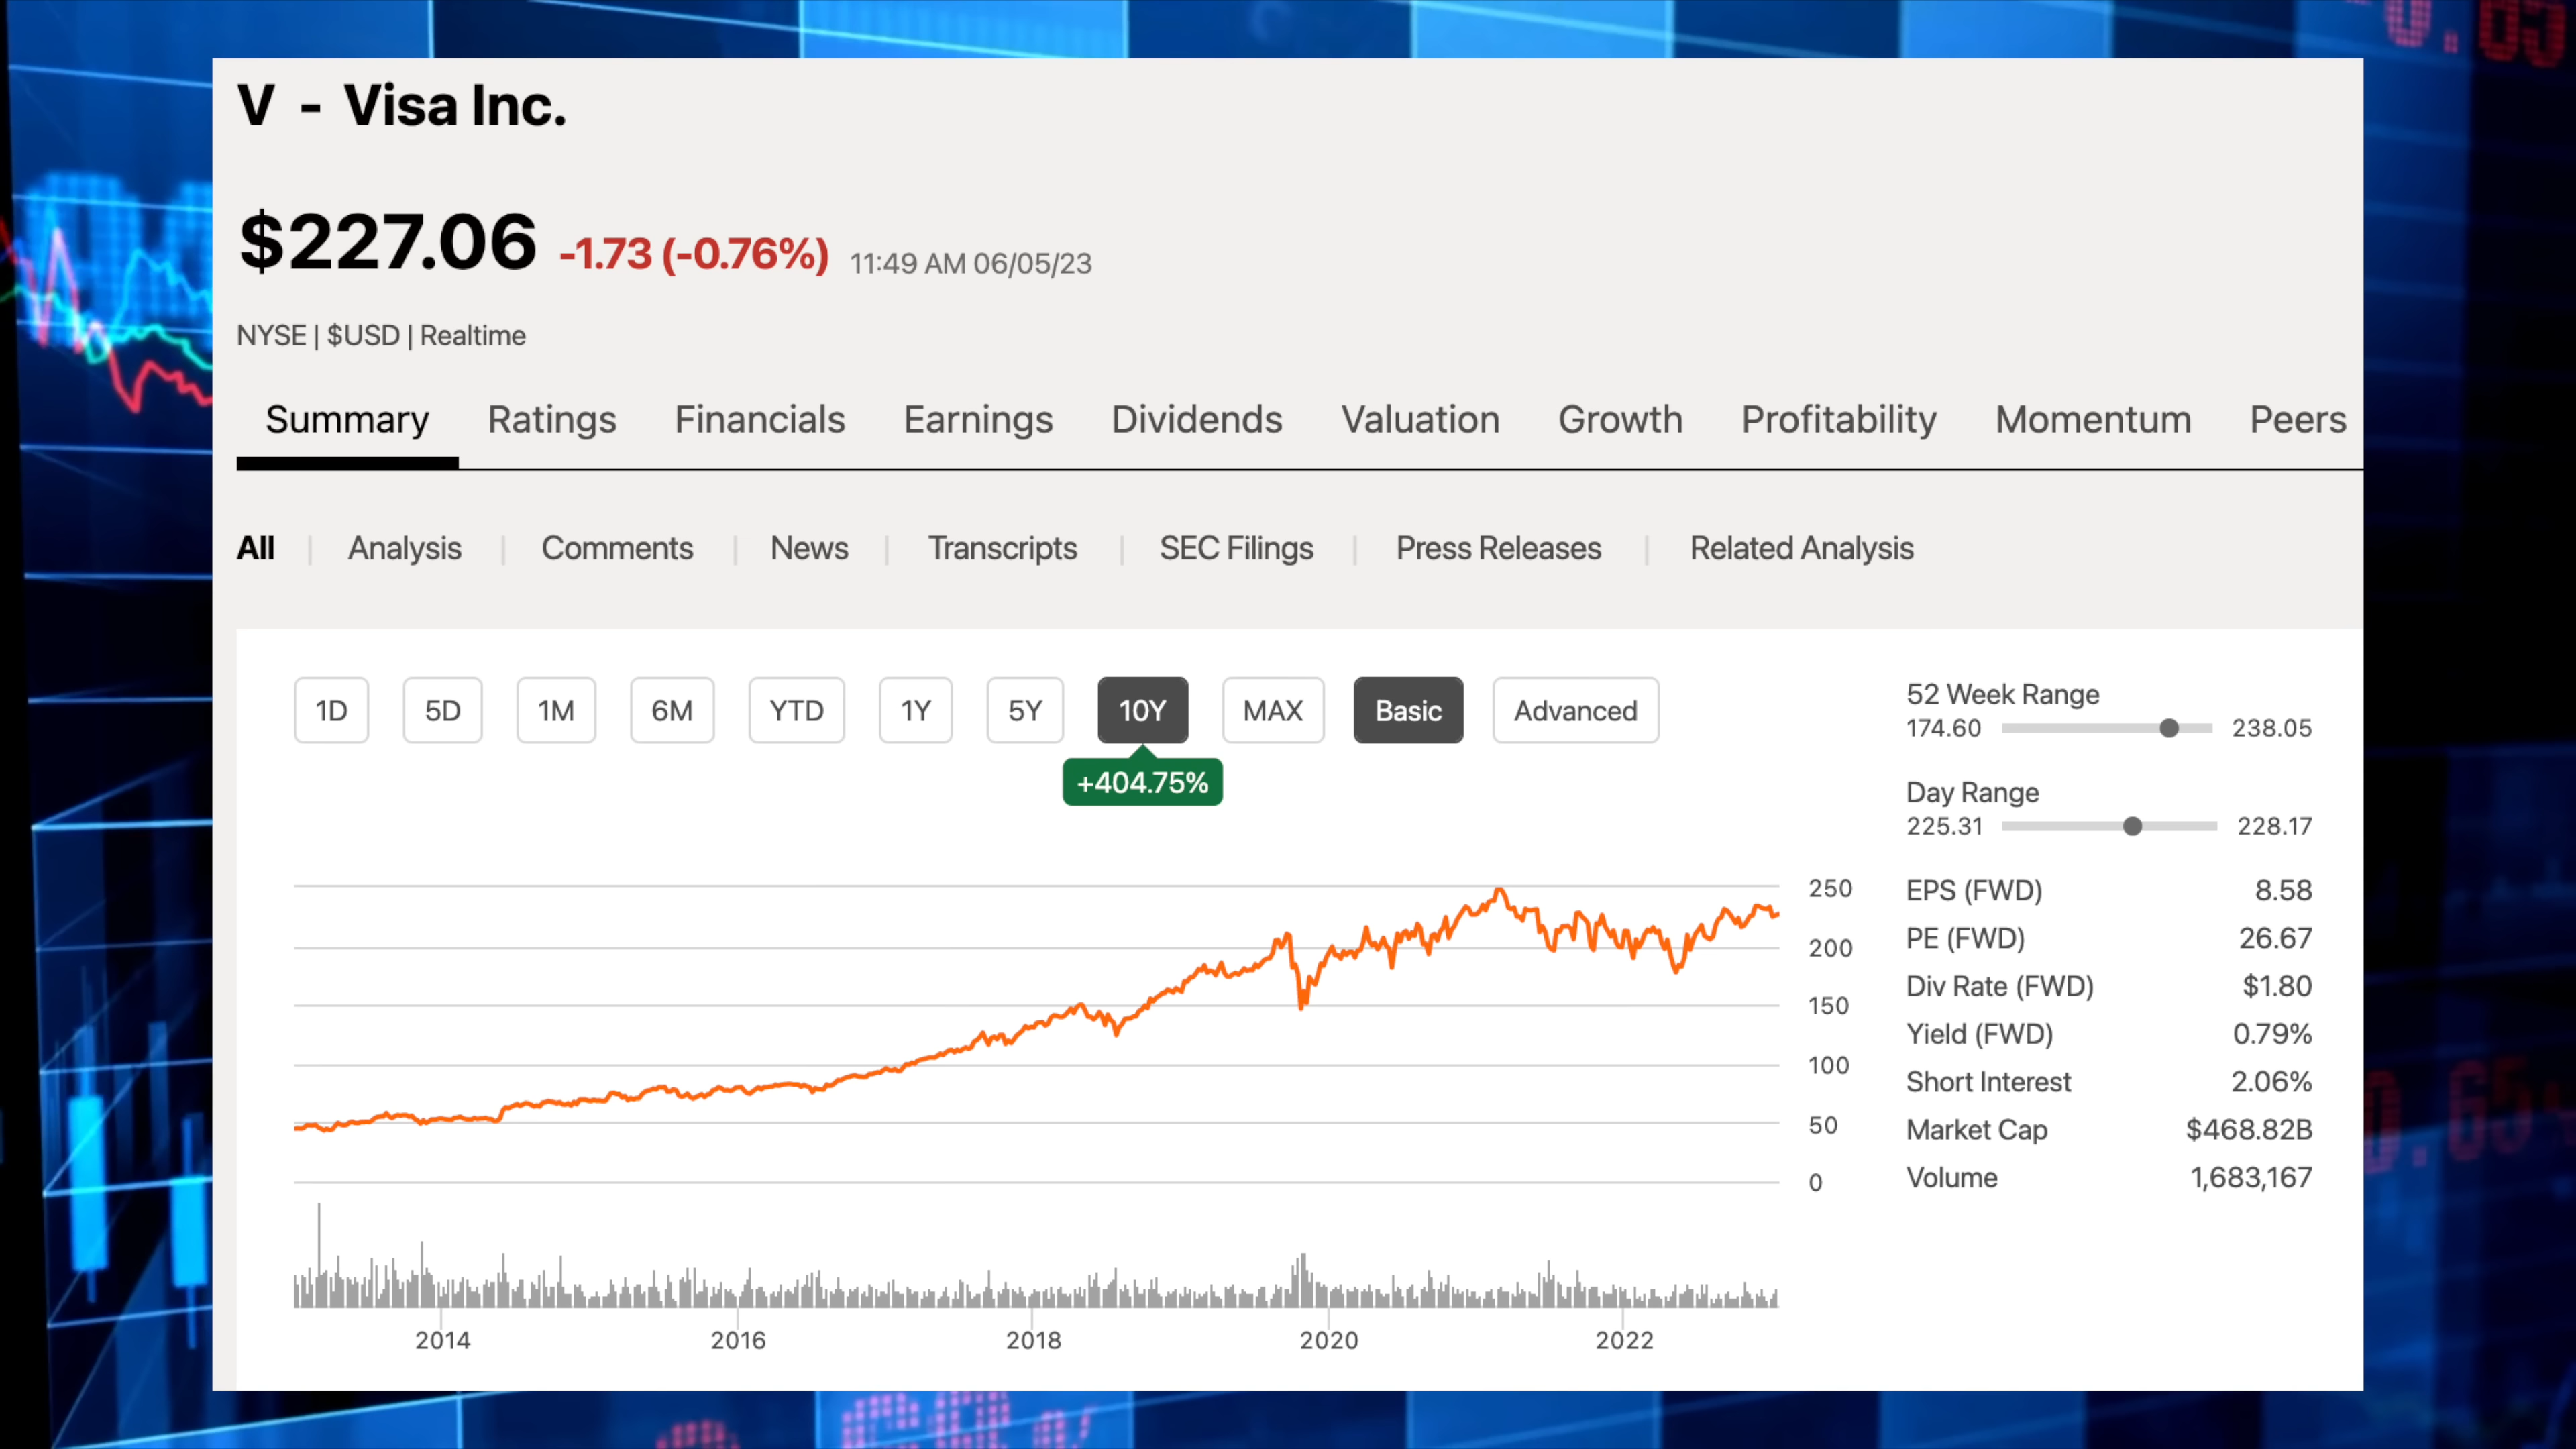 V - Visa Inc.
$227.06 -1.73 (-0.76%) 11:49 AM 06/05/23
NYSE | $USD | Realtime
Summary Ratings Financials Earnings Dividends Valuation Growth Profitability Momentum Peers
All | Analysis | Comments | News | Transcripts | SEC Filings | Press Releases | Related Analysis
1D 5D 1M 6M YTD 1Y 5Y 10Y MAX Basic Advanced
+404.75%
250
200
150
100
50
0
2014 2016 2018 2020 2022
52 Week Range
174.60 238.05
Day Range
225.31 228.17
EPS (FWD) 8.58
PE (FWD) 26.67
Div Rate (FWD) $1.80
Yield (FWD) 0.79%
Short Interest 2.06%
Market Cap $468.82B
Volume 1,683,167